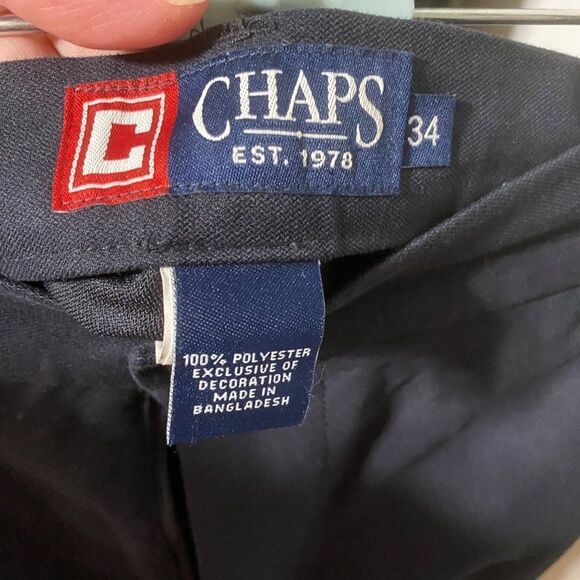 C
CHAPS
EST. 1978
34
100% POLYESTER
EXCLUSIVE OF
DECORATION
MADE IN
BANGLADESH